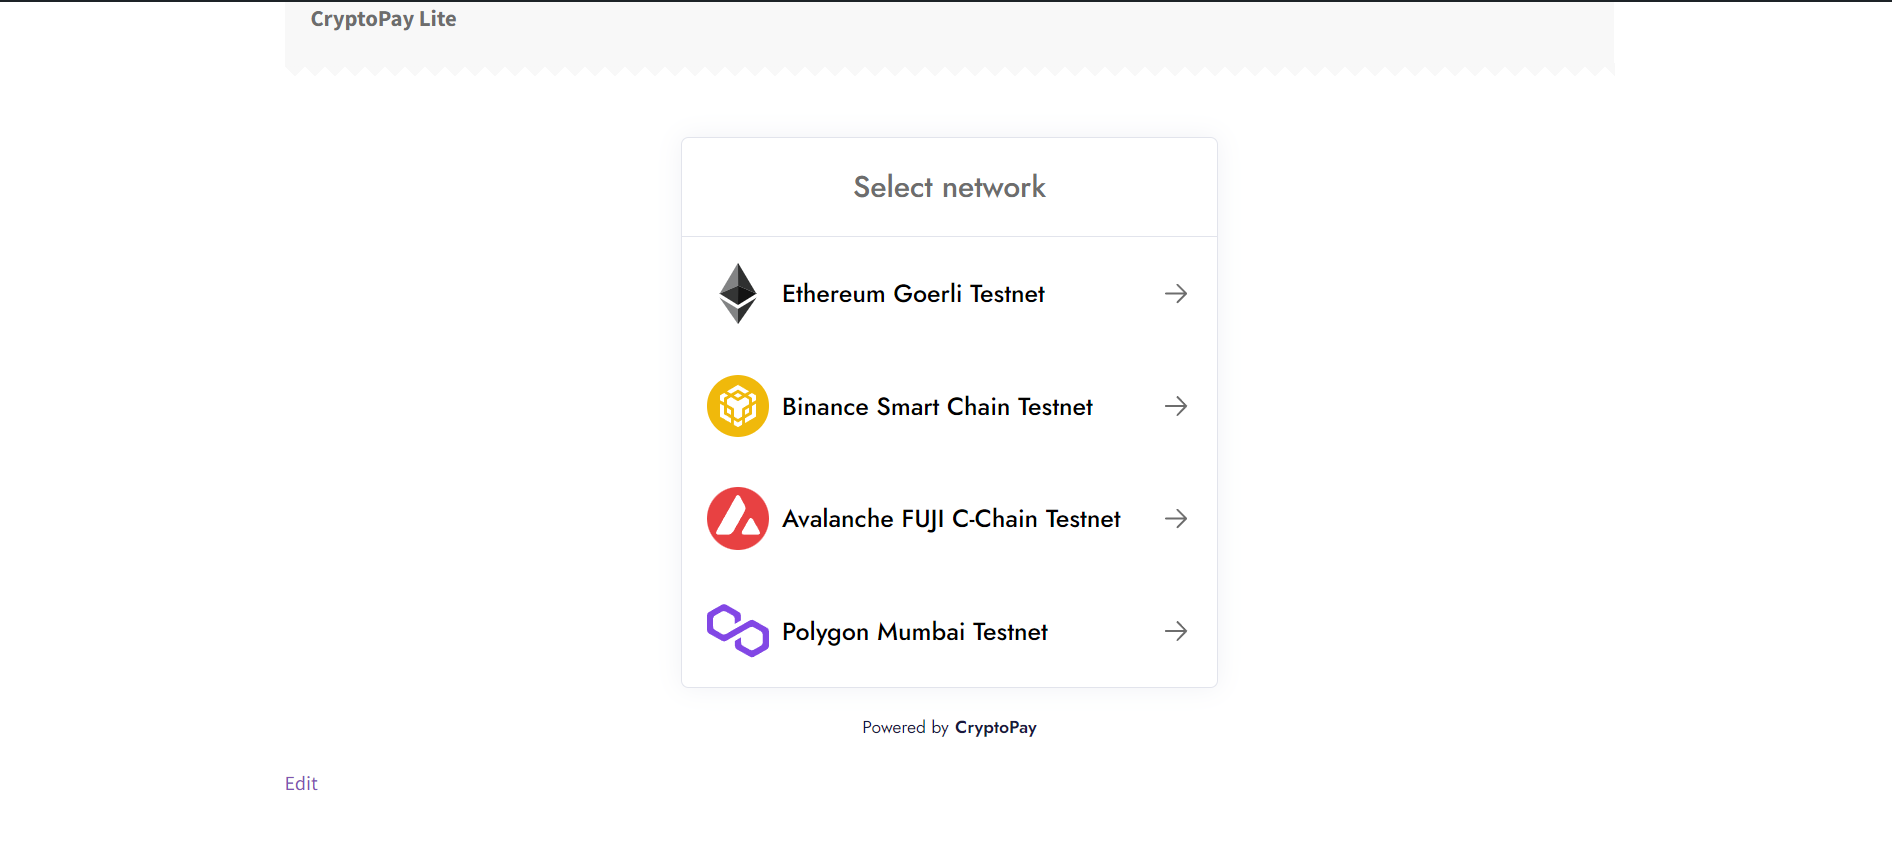 CryptoPay Lite
Select network
Ethereum Goerli Testnet
Binance Smart Chain Testnet
Avalanche FUJI C-Chain Testnet
Polygon Mumbai Testnet
Powered by CryptoPay
Edit